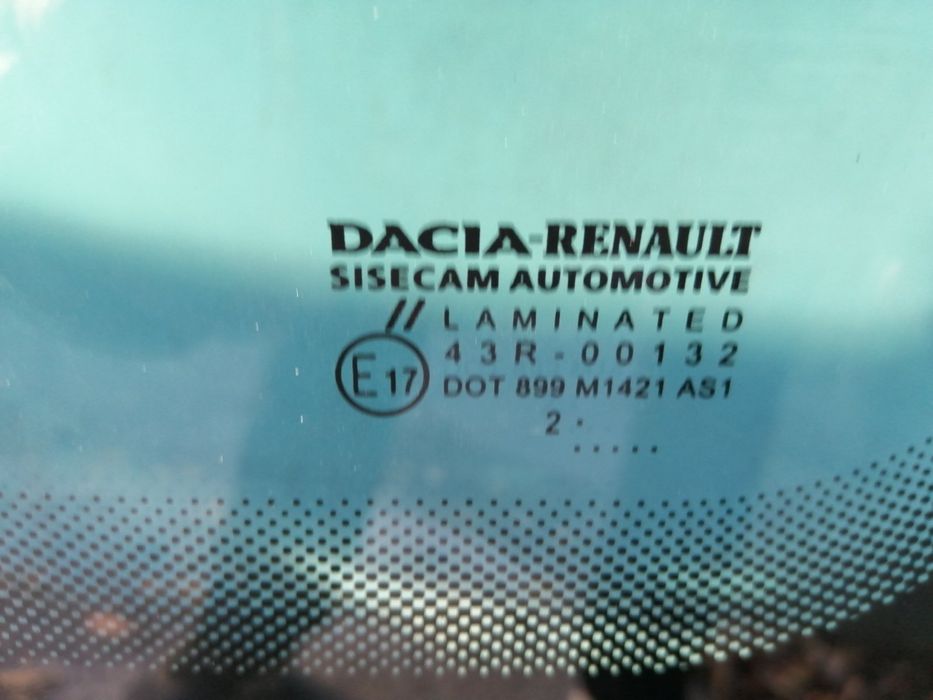 DACIA-RENAULT
SISECAM AUTOMOTIVE
// LAMINATED
E17 43R-00132
DOT 899 M1421 AS1
2 .
.....